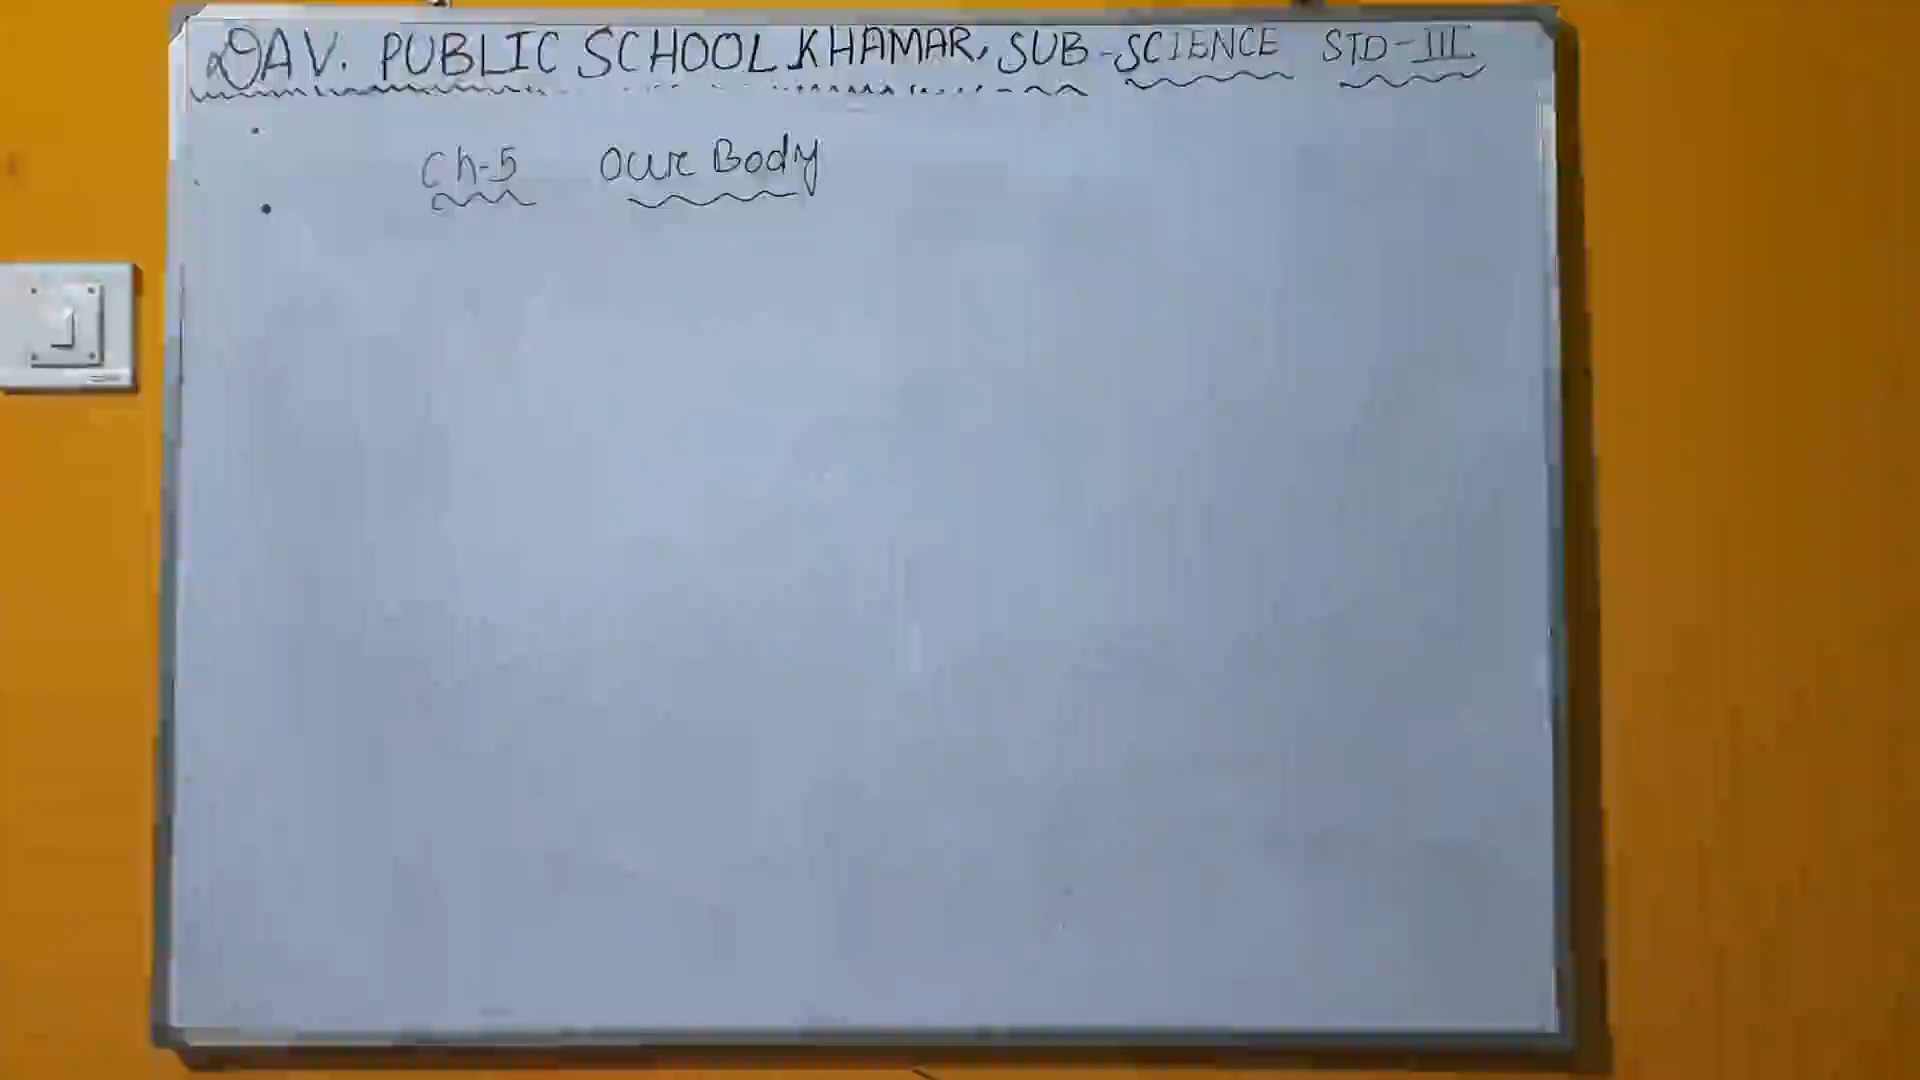 DAV. PUBLIC SCHOOL KHAMAR, SUB-SCIENCE STD-III
Ch-5 Our Body